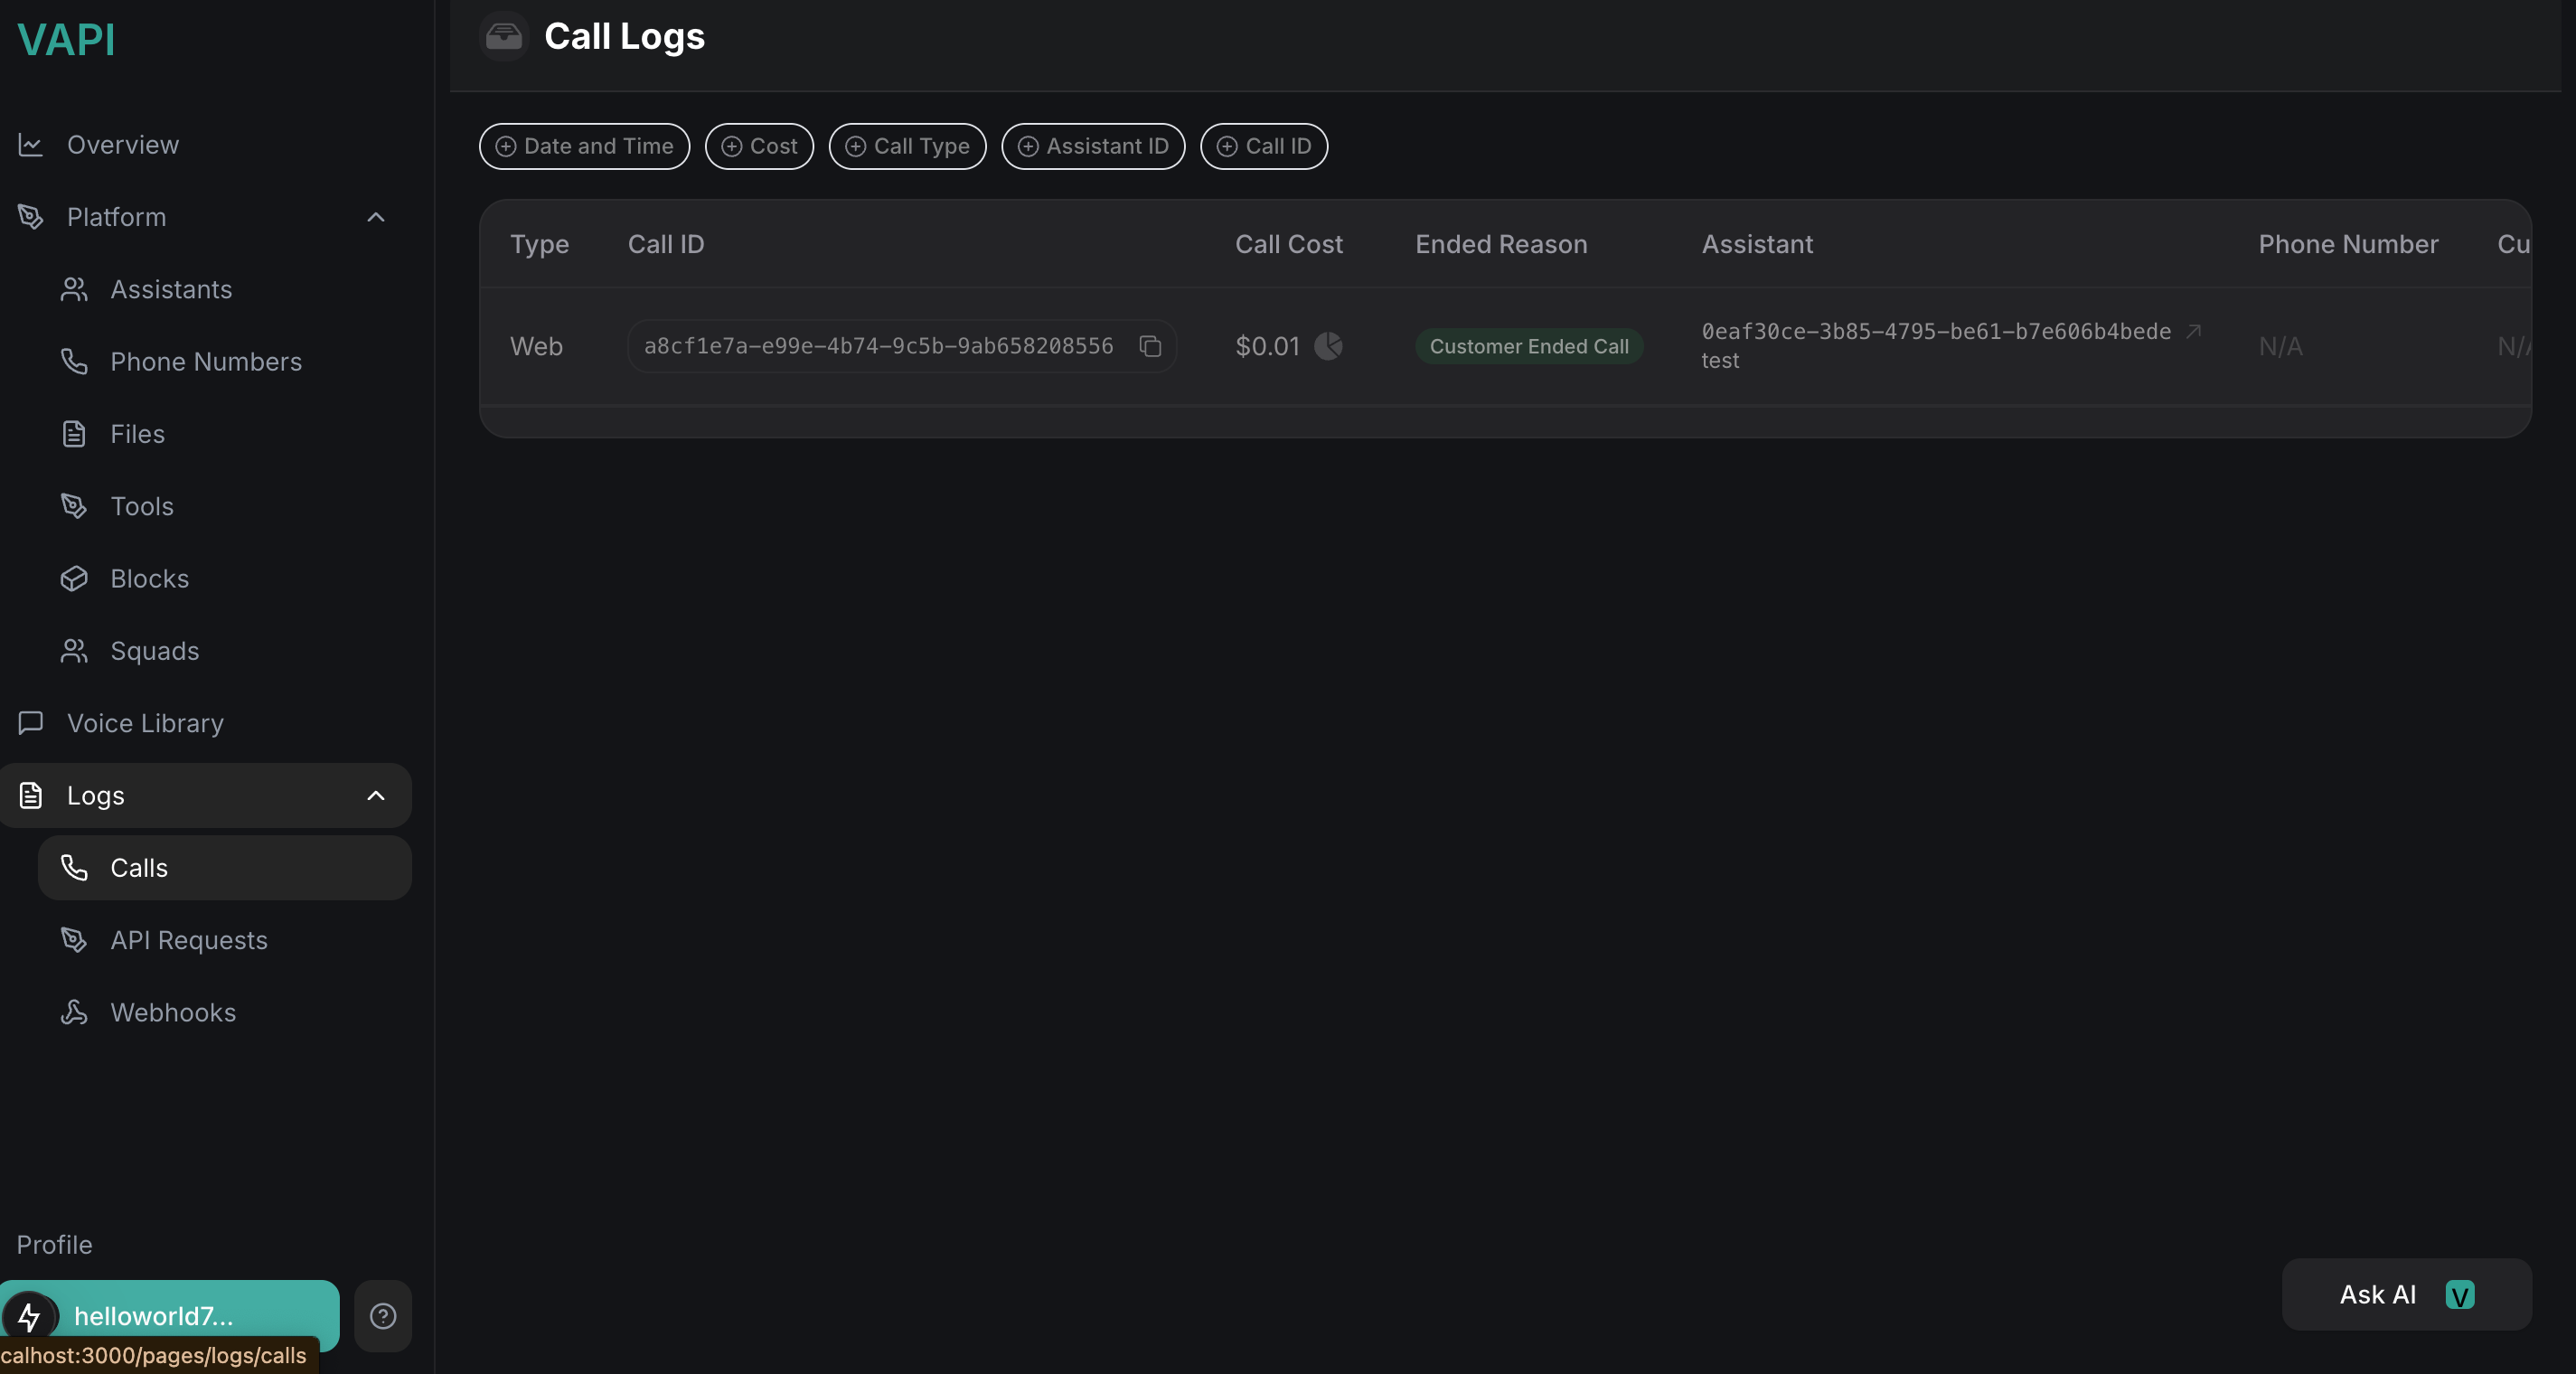 VAPI
Overview
Platform
Assistants
Phone Numbers
Files
Tools
Blocks
Squads
Voice Library
Logs
Calls
API Requests
Webhooks
Profile
helloworld7...
calhost:3000/pages/logs/calls
Call Logs
Date and Time Cost Call Type Assistant ID Call ID
Type Call ID Call Cost Ended Reason Assistant Phone Number Cu
Web a8cf1e7a-e99e-4b74-9c5b-9ab658208556 $0.01 Customer Ended Call 0eaf30ce-3b85-4795-be61-b7e606b4bede N/A N/A
test
Ask AI V